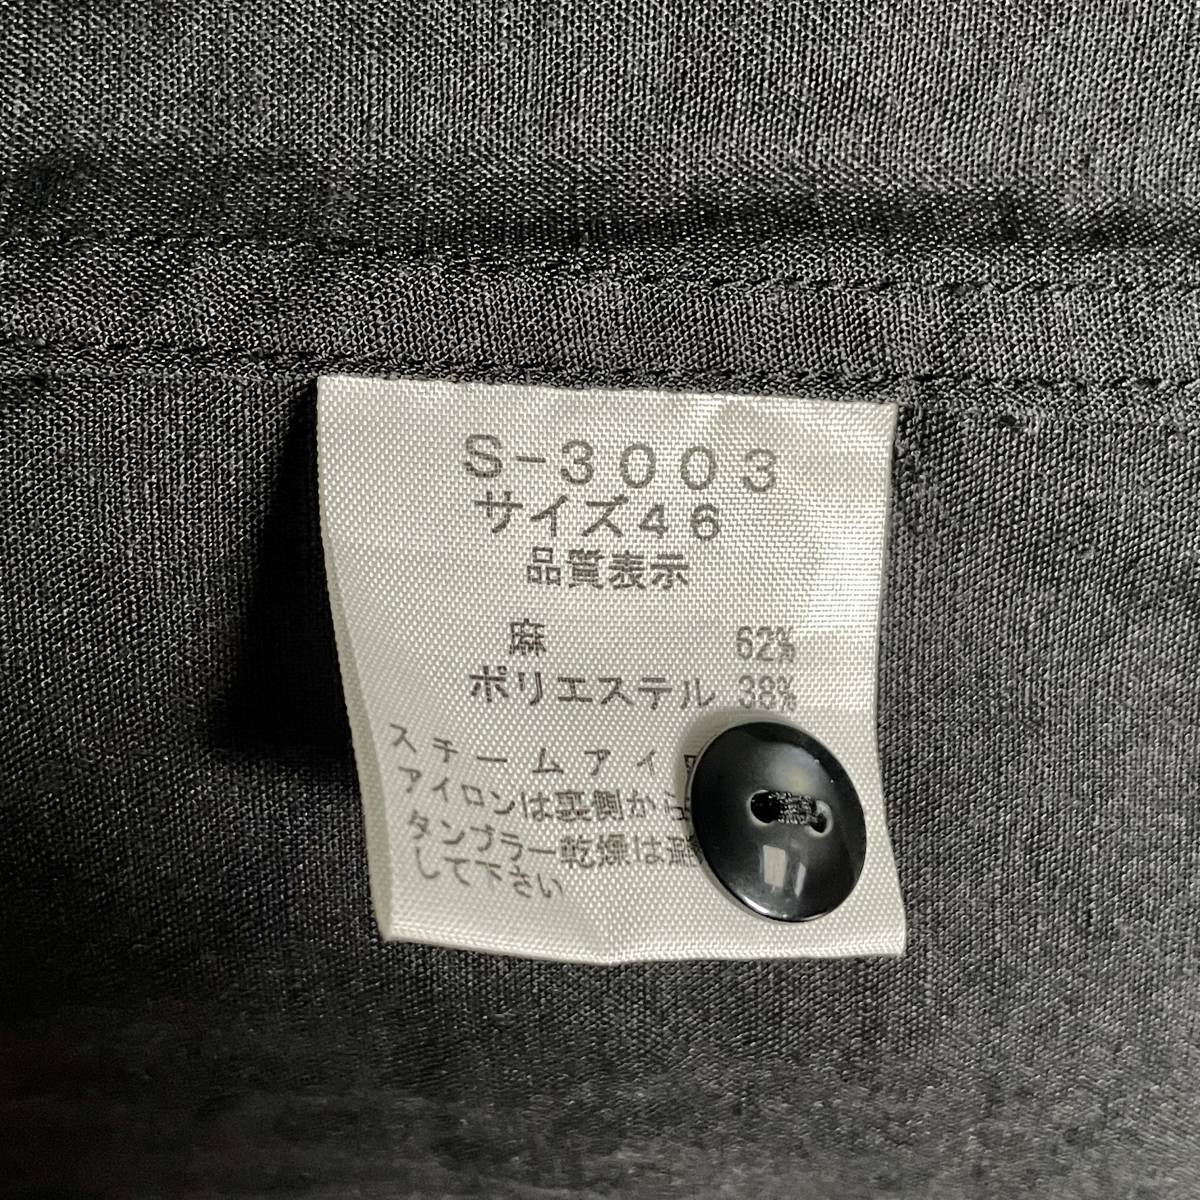 S-3003
サイズ46
品質表示
麻 62%
ポリエステル 38%
スチームアイ
アイロンは裏側から
タンブラー乾燥は避
して下さい